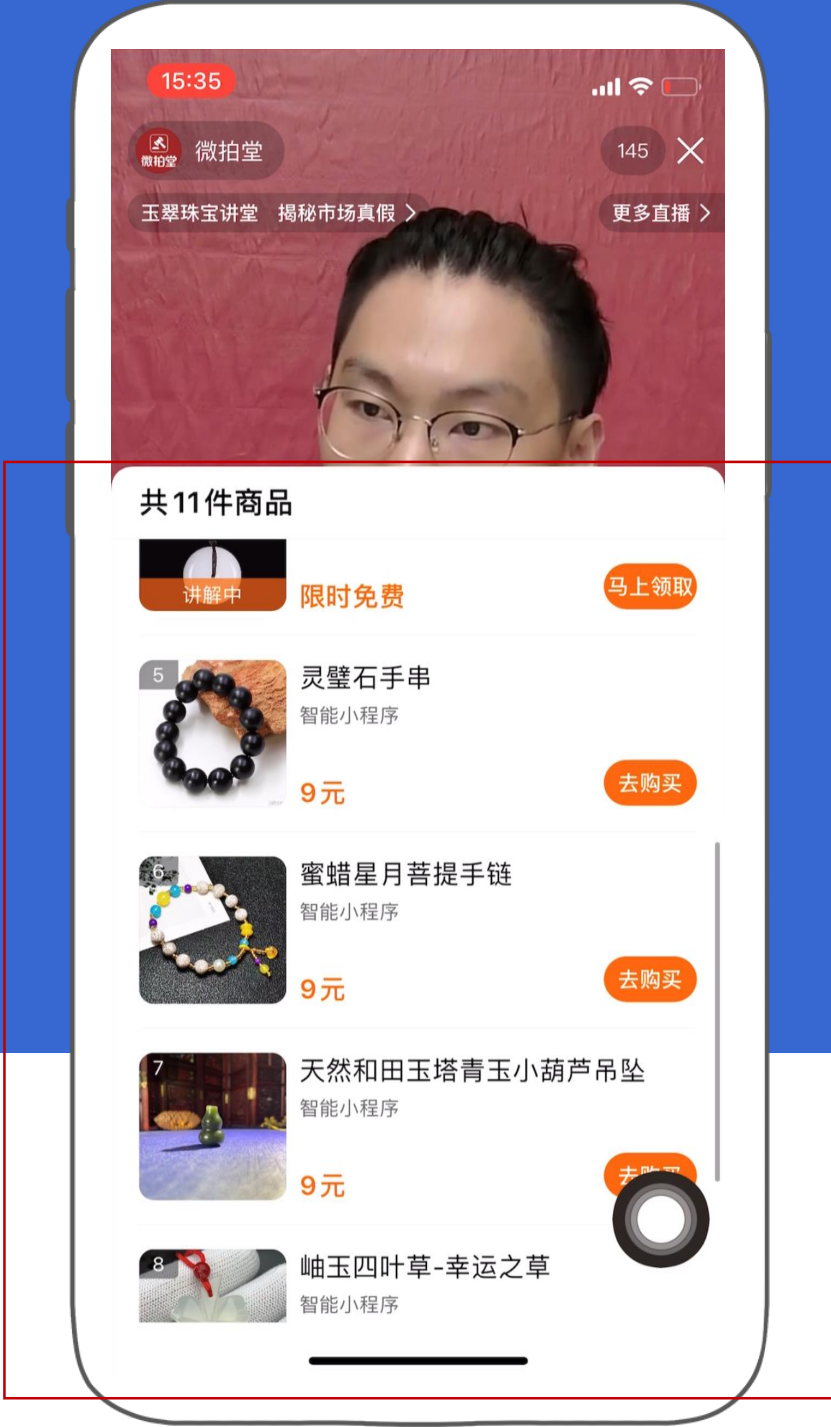 15:35
微拍堂
微拍堂
145
玉翠珠宝讲堂 揭秘市场真假
更多直播
共11件商品
讲解中
限时免费
马上领取
5
灵璧石手串
智能小程序
9元
去购买
6
蜜蜡星月菩提手链
智能小程序
9元
去购买
7
天然和田玉塔青玉小葫芦吊坠
智能小程序
9元
去购买
8
岫玉四叶草-幸运之草
智能小程序